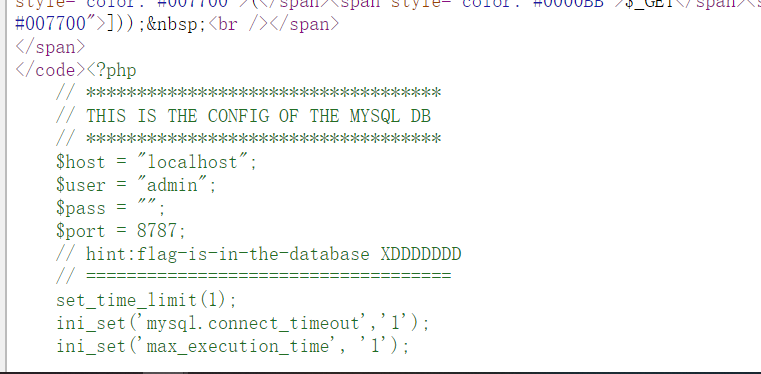 style="color: #007700">(</span><span style="color: #0000BB">$_GET</span><s
#007700">]));&nbsp;<br /></span>
</span>
</code><?php
// ***********************************
// THIS IS THE CONFIG OF THE MYSQL DB
// ***********************************
$host = "localhost";
$user = "admin";
$pass = "";
$port = 8787;
// hint:flag-is-in-the-database XDDDDDDD
// ====================================
set_time_limit(1);
ini_set('mysql.connect_timeout','1');
ini_set('max_execution_time', '1');